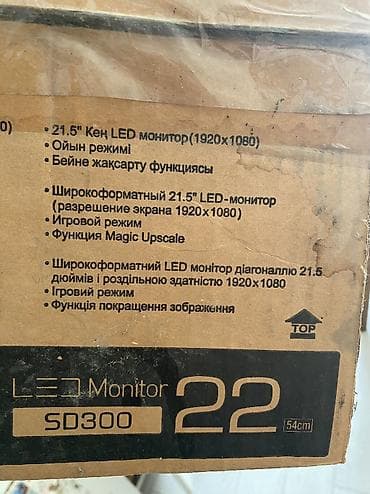 0)
• 21.5" Кең LED монитор(1920x1080)
• Ойын режимі
• Бейне жақсарту функциясы
• Широкоформатный 21.5" LED-монитор
(разрешение экрана 1920x1080)
• Игровой режим
• Функция Magic Upscale
• Широкоформатний LED монітор діагоналлю 21.5
дюймів і роздільною здатністю 1920x1080
• Ігровий режим
• Функція покращення зображення
TOP
LED Monitor
SD300
22
54cm